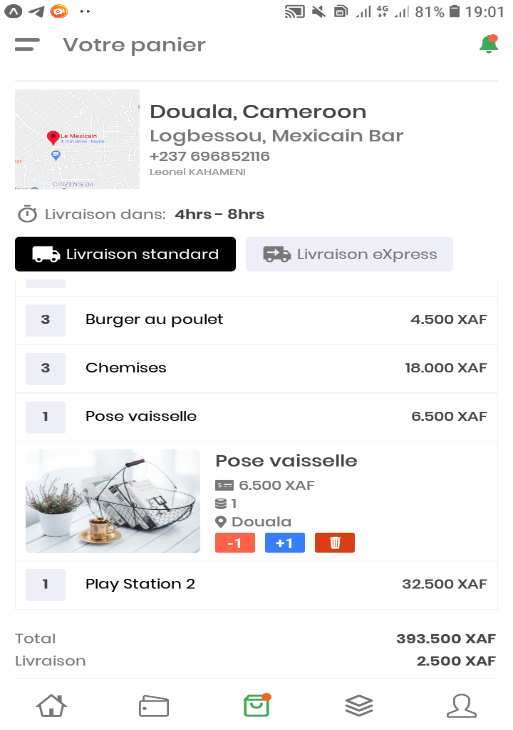 4G 81% 19:01
Votre panier
Le Mexicain
CITIZEN'S OIL
Douala, Cameroon
Logbessou, Mexicain Bar
+237 696852116
Leonel KAHAMENI
Livraison dans: 4hrs - 8hrs
Livraison standard
Livraison eXpress
3 Burger au poulet 4.500 XAF
3 Chemises 18.000 XAF
1 Pose vaisselle 6.500 XAF
Pose vaisselle
6.500 XAF
1
Douala
-1 +1
1 Play Station 2 32.500 XAF
Total 393.500 XAF
Livraison 2.500 XAF